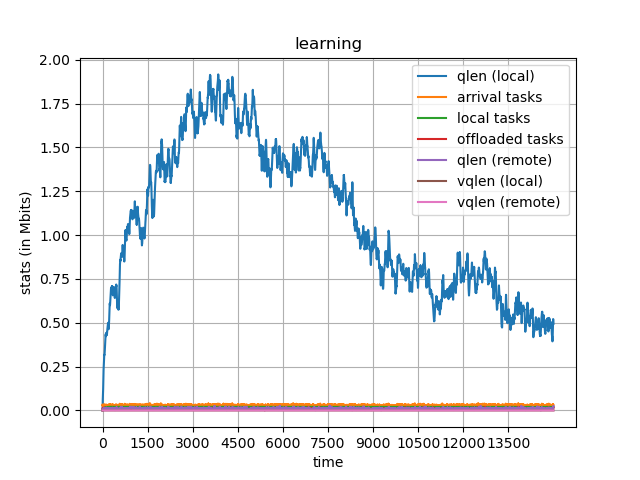 learning
stats (in Mbits)
2.00
1.75
1.50
1.25
1.00
0.75
0.50
0.25
0.00
qlen (local)
arrival tasks
local tasks
offloaded tasks
qlen (remote)
vqlen (local)
vqlen (remote)
0 1500 3000 4500 6000 7500 9000 10500 12000 13500
time